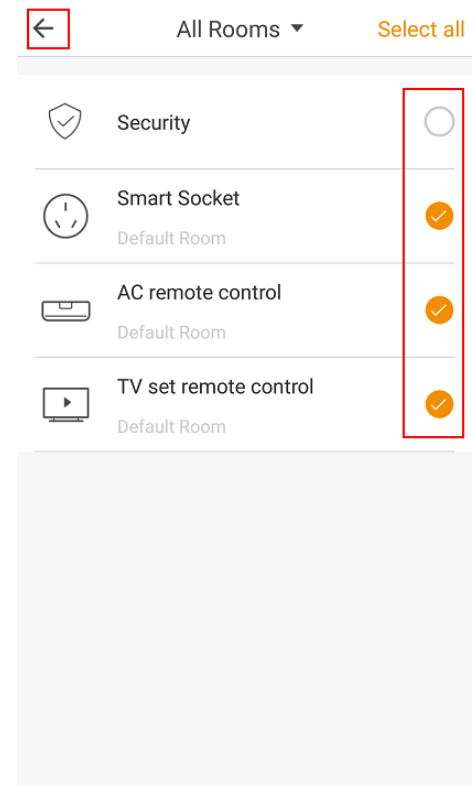 All Rooms
Select all
Security
Smart Socket
Default Room
AC remote control
Default Room
TV set remote control
Default Room